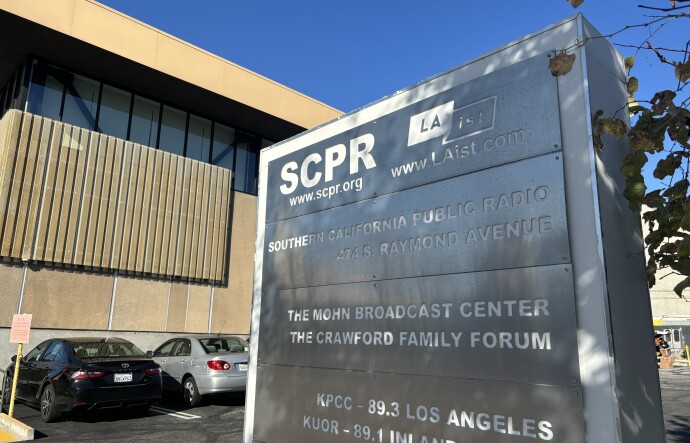 SCPR
LAist
www.scpr.org
www.LAist.com
SOUTHERN CALIFORNIA PUBLIC RADIO
474 S. RAYMOND AVENUE
THE MOHN BROADCAST CENTER
THE CRAWFORD FAMILY FORUM
KPCC - 89.3 LOS ANGELES
KUOR - 89.1 INLAN